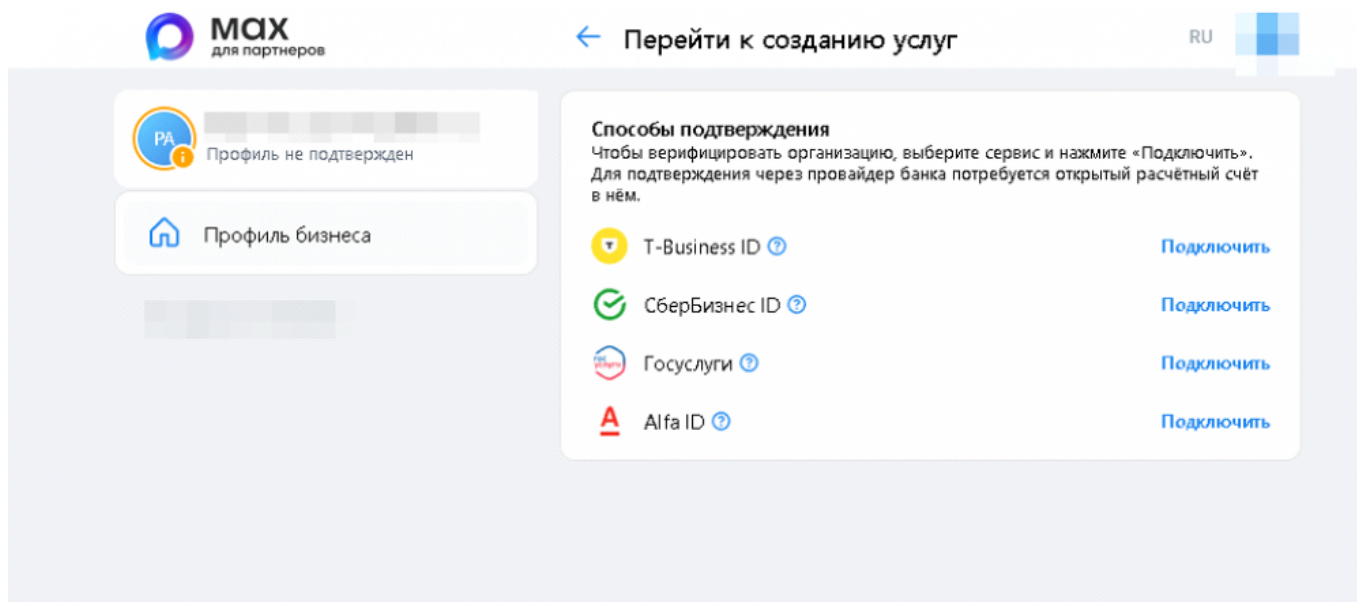 мах
для партнеров
Перейти к созданию услуг
RU
РА
Профиль не подтвержден
Профиль бизнеса
Способы подтверждения
Чтобы верифицировать организацию, выберите сервис и нажмите «Подключить».
Для подтверждения через провайдер банка потребуется открытый расчётный счёт
в нём.
T-Business ID
Подключить
СберБизнес ID
Подключить
Госуслуги
Подключить
Alfa ID
Подключить